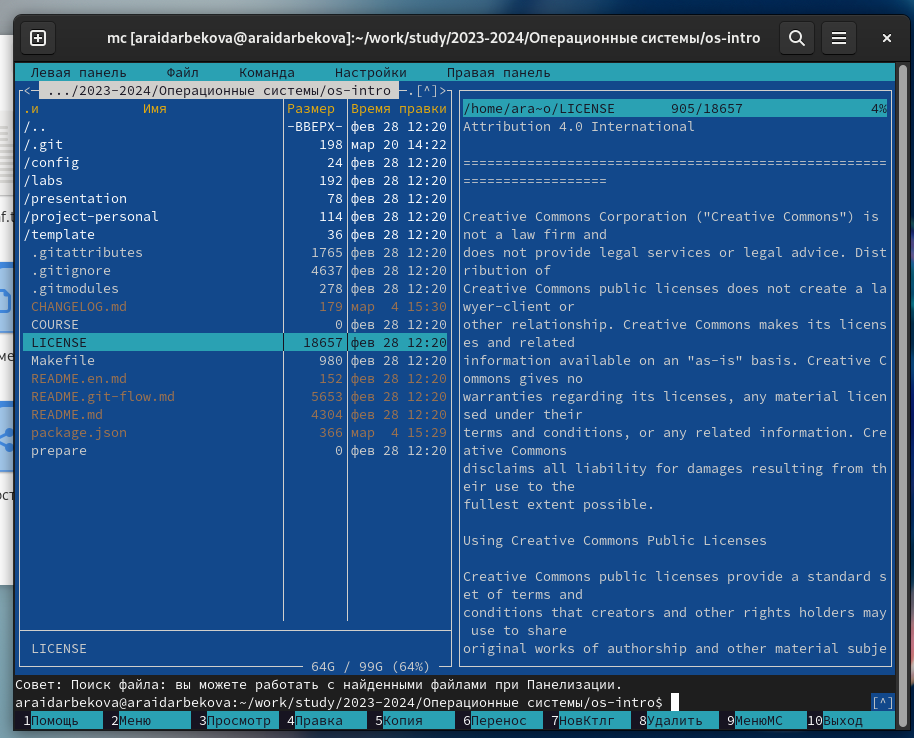 mc [araidarbekova@araidarbekova]:~/work/study/2023-2024/Операционные системы/os-intro
Левая панель Файл Команда Настройки Правая панель
<─ .../2023-2024/Операционные системы/os-intro ─.[^]>
.и Имя Размер Время правки
/.. -ВВЕРХ- фев 28 12:20
/.git 198 мар 20 14:22
/config 24 фев 28 12:20
/labs 192 фев 28 12:20
/presentation 78 фев 28 12:20
/project-personal 114 фев 28 12:20
/template 36 фев 28 12:20
.gitattributes 1765 фев 28 12:20
.gitignore 4637 фев 28 12:20
.gitmodules 278 фев 28 12:20
CHANGELOG.md 179 мар 4 15:30
COURSE 0 фев 28 12:20
LICENSE 18657 фев 28 12:20
Makefile 980 фев 28 12:20
README.en.md 152 фев 28 12:20
README.git-flow.md 5653 фев 28 12:20
README.md 4304 фев 28 12:20
package.json 366 мар 4 15:29
prepare 0 фев 28 12:20
LICENSE
64G / 99G (64%)
/home/ara~o/LICENSE 905/18657 4%
Attribution 4.0 International
=====================================================
==================
Creative Commons Corporation ("Creative Commons") is
not a law firm and
does not provide legal services or legal advice. Dist
ribution of
Creative Commons public licenses does not create a la
wyer-client or
other relationship. Creative Commons makes its licens
es and related
information available on an "as-is" basis. Creative C
ommons gives no
warranties regarding its licenses, any material licen
sed under their
terms and conditions, or any related information. Cre
ative Commons
disclaims all liability for damages resulting from th
eir use to the
fullest extent possible.
Using Creative Commons Public Licenses
Creative Commons public licenses provide a standard s
et of terms and
conditions that creators and other rights holders may
use to share
original works of authorship and other material subje
Совет: Поиск файла: вы можете работать с найденными файлами при Панелизации.
araidarbekova@araidarbekova:~/work/study/2023-2024/Операционные системы/os-intro$ [^]
1Помощь 2Меню 3Просмотр 4Правка 5Копия 6Перенос 7НовКтлг 8Удалить 9МенюMC 10Выход